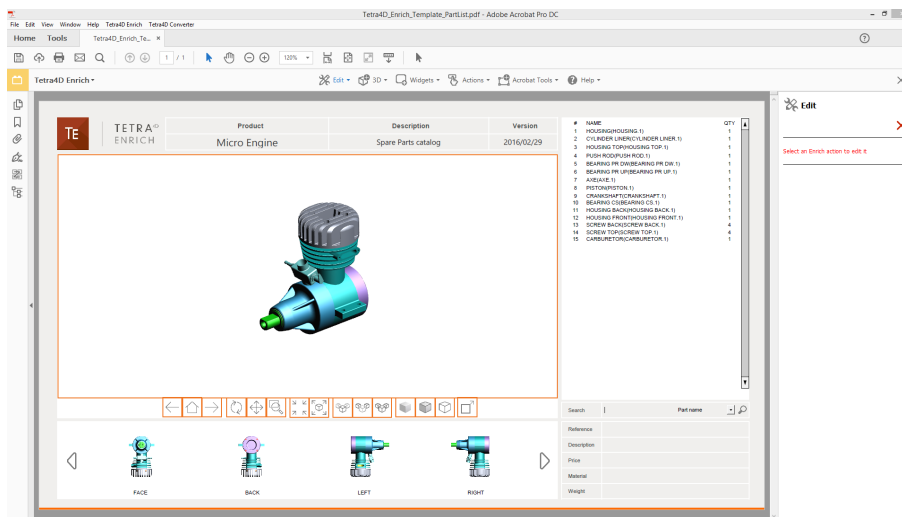 Tetra4D_Enrich_Template_PartList.pdf - Adobe Acrobat Pro DC
File Edit View Window Help Tetra4D Enrich Tetra4D Converter
Home Tools Tetra4D_Enrich_Te... ×
1 / 1 120%
Tetra4D Enrich Edit 3D Widgets Actions Acrobat Tools Help
Edit
Select an Enrich action to edit it
TE TETRA4D ENRICH
Product Description Version
Micro Engine Spare Parts catalog 2016/02/29
# NAME QTY
1 HOUSING(HOUSING.1) 1
2 CYLINDER LINER(CYLINDER LINER.1) 1
3 HOUSING TOP(HOUSING TOP.1) 1
4 PUSH ROD(PUSH ROD.1) 1
5 BEARING PR DW(BEARING PR DW.1) 1
6 BEARING PR UP(BEARING PR UP.1) 1
7 AXE(AXE.1) 1
8 PISTON(PISTON.1) 1
9 CRANKSHAFT(CRANKSHAFT.1) 1
10 BEARING CS(BEARING CS.1) 1
11 HOUSING BACK(HOUSING BACK.1) 1
12 HOUSING FRONT(HOUSING FRONT.1) 1
13 SCREW BACK(SCREW BACK.1) 4
14 SCREW TOP(SCREW TOP.1) 4
15 CARBURETOR(CARBURETOR.1) 1
Search Part name
Reference
Description
Price
Material
Weight
FACE BACK LEFT RIGHT